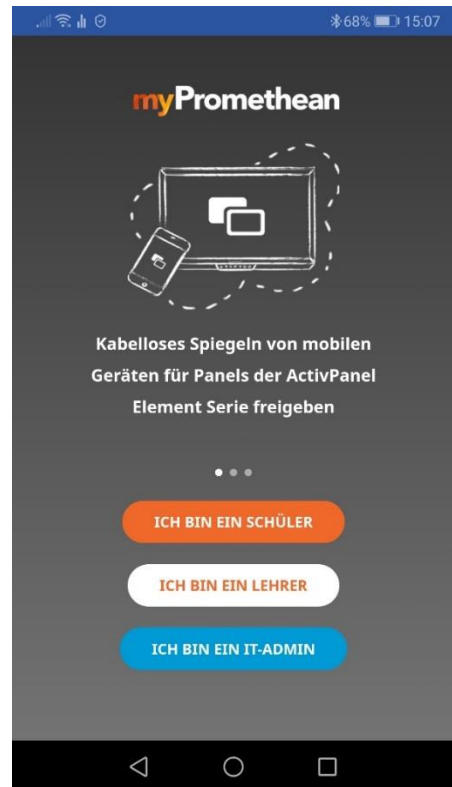 68% 15:07
myPromethean
Kabelloses Spiegeln von mobilen
Geräten für Panels der ActivPanel
Element Serie freigeben
ICH BIN EIN SCHÜLER
ICH BIN EIN LEHRER
ICH BIN EIN IT-ADMIN